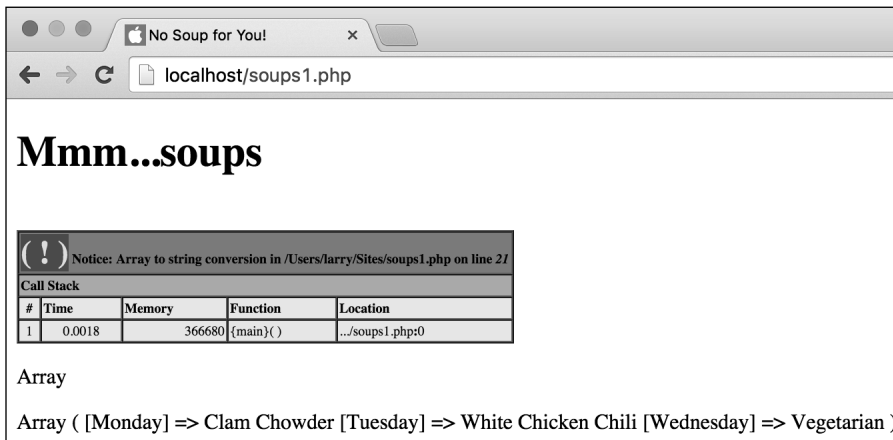 No Soup for You!
localhost/soups1.php
Mmm...soups
( ! ) Notice: Array to string conversion in /Users/larry/Sites/soups1.php on line 21
Call Stack
# Time Memory Function Location
1 0.0018 366680 {main}( ) .../soups1.php:0
Array
Array ( [Monday] => Clam Chowder [Tuesday] => White Chicken Chili [Wednesday] => Vegetarian )